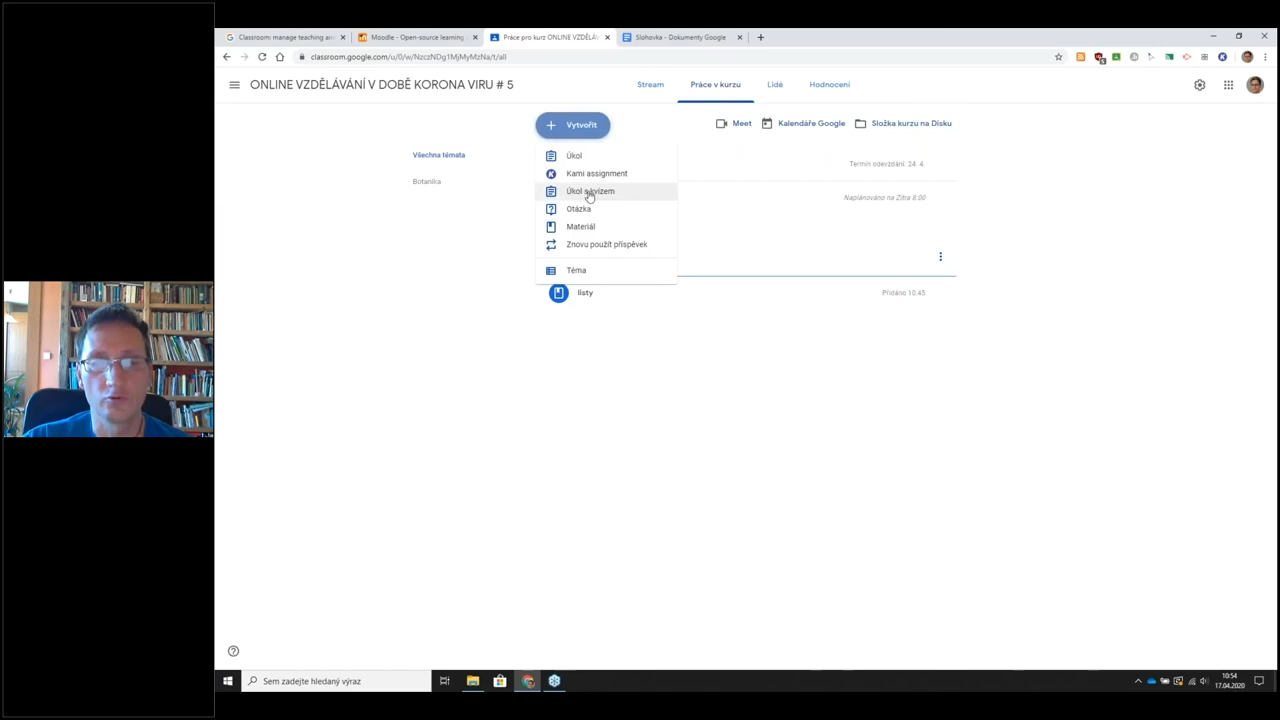 Classroom: manage teaching an
Moodle - Open-source learning
Práce pro kurz ONLINE VZDĚLÁV
Slohovka - Dokumenty Google
classroom.google.com/u/0/w/NzczNDg1MjMyMzNa/t/all
ONLINE VZDĚLÁVÁNÍ V DOBĚ KORONA VIRU # 5
Stream
Práce v kurzu
Lidé
Hodnocení
Vytvořit
Meet
Kalendáře Google
Složka kurzu na Disku
Všechna témata
Botanika
Úkol
Kami assignment
Úkol s kvízem
Otázka
Materiál
Znovu použít příspěvek
Téma
Termín odevzdání: 24. 4.
Naplánováno na Zítra 8:00
listy
Přidáno 10:45
Sem zadejte hledaný výraz
10:54
17.04.2020